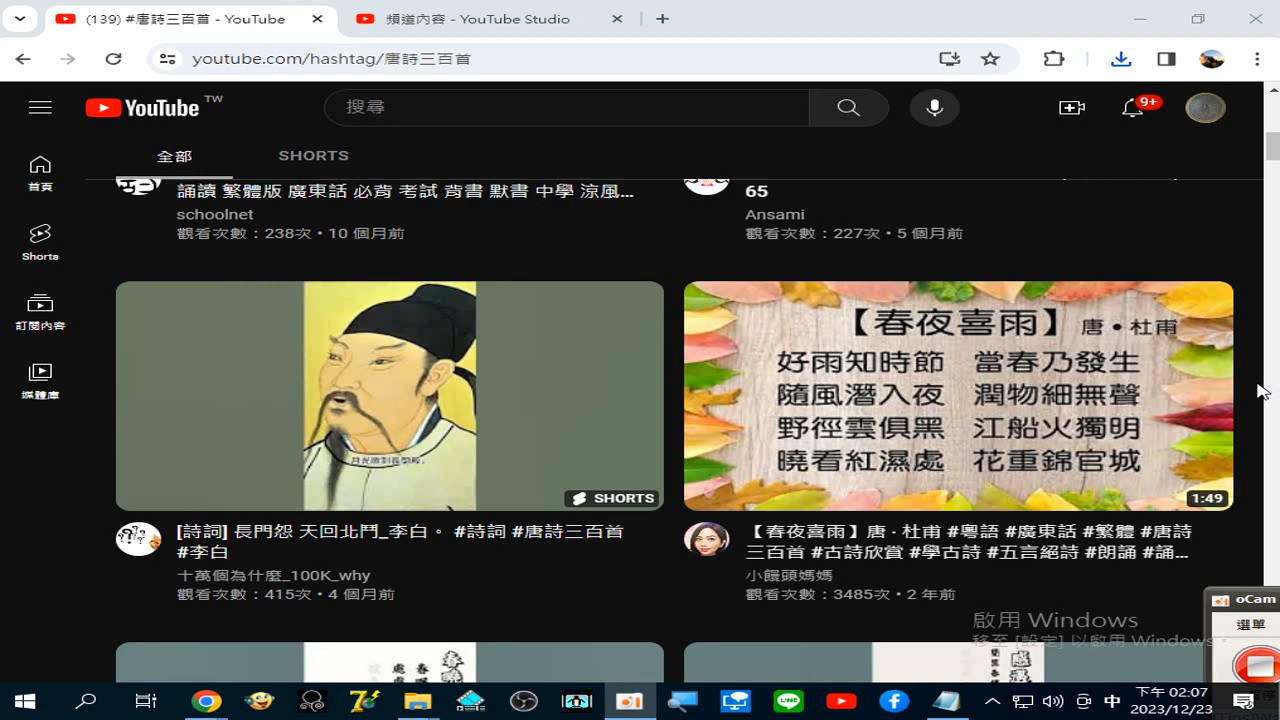 (139) #唐詩三百首 - YouTube
頻道內容 - YouTube Studio
youtube.com/hashtag/唐詩三百首
YouTube TW
搜尋
9+
全部
SHORTS
首頁
Shorts
訂閱內容
媒體庫
誦讀 繁體版 廣東話 必背 考試 背書 默書 中學 涼風...
schoolnet
觀看次數：238次 • 10 個月前
65
Ansami
觀看次數：227次 • 5 個月前
SHORTS
[詩詞] 長門怨 天回北鬥_李白。 #詩詞 #唐詩三百首
#李白
十萬個為什麼_100K_why
觀看次數：415次 • 4 個月前
【春夜喜雨】 唐 • 杜甫
好雨知時節 當春乃發生
隨風潛入夜 潤物細無聲
野徑雲俱黑 江船火獨明
曉看紅濕處 花重錦官城
1:49
【春夜喜雨】唐 · 杜甫 #粵語 #廣東話 #繁體 #唐詩
三百首 #古詩欣賞 #學古詩 #五言絕詩 #朗誦 #誦...
小饅頭媽媽
觀看次數：3485次 • 2 年前
啟用 Windows
移至 [設定] 以啟用 Windows。
oCam
選單
中
下午 02:07
2023/12/23